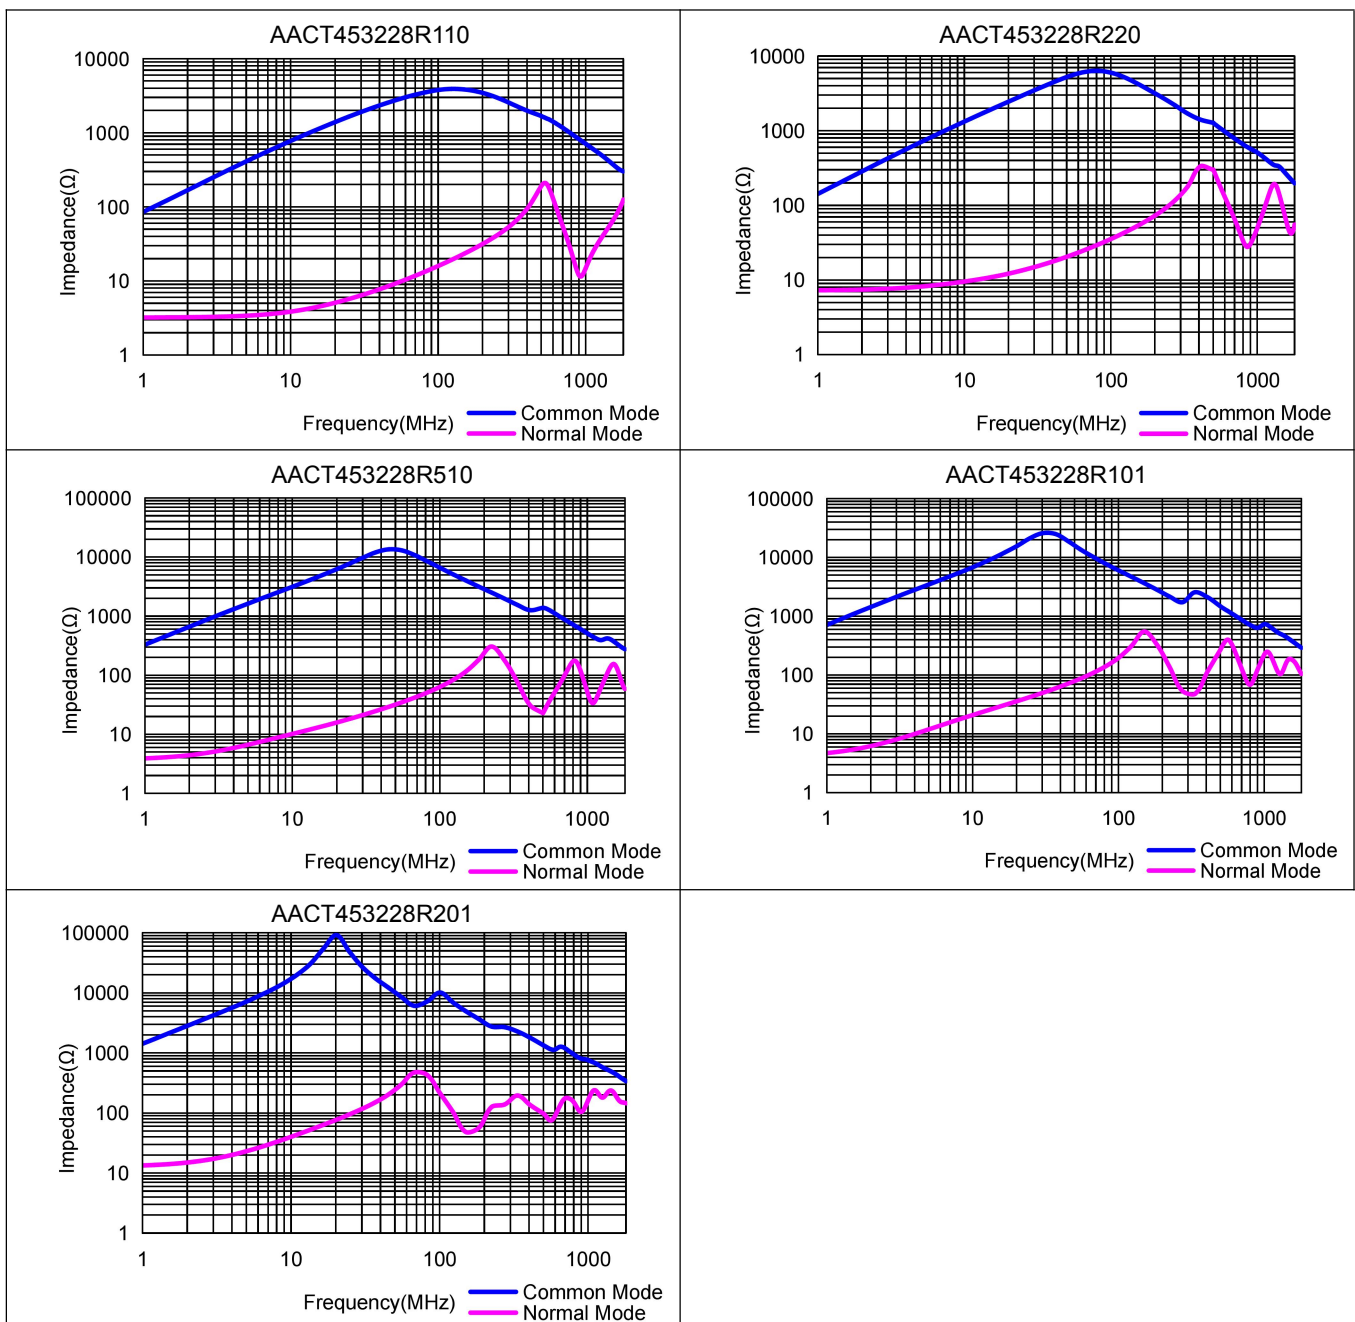 AACT453228R110
10000
1000
100
10
1
Impedance(Ω)
1 10 100 1000
Frequency(MHz)
Common Mode
Normal Mode
AACT453228R220
10000
1000
100
10
1
Impedance(Ω)
1 10 100 1000
Frequency(MHz)
Common Mode
Normal Mode
AACT453228R510
100000
10000
1000
100
10
1
Impedance(Ω)
1 10 100 1000
Frequency(MHz)
Common Mode
Normal Mode
AACT453228R101
100000
10000
1000
100
10
1
Impedance(Ω)
1 10 100 1000
Frequency(MHz)
Common Mode
Normal Mode
AACT453228R201
100000
10000
1000
100
10
1
Impedance(Ω)
1 10 100 1000
Frequency(MHz)
Common Mode
Normal Mode